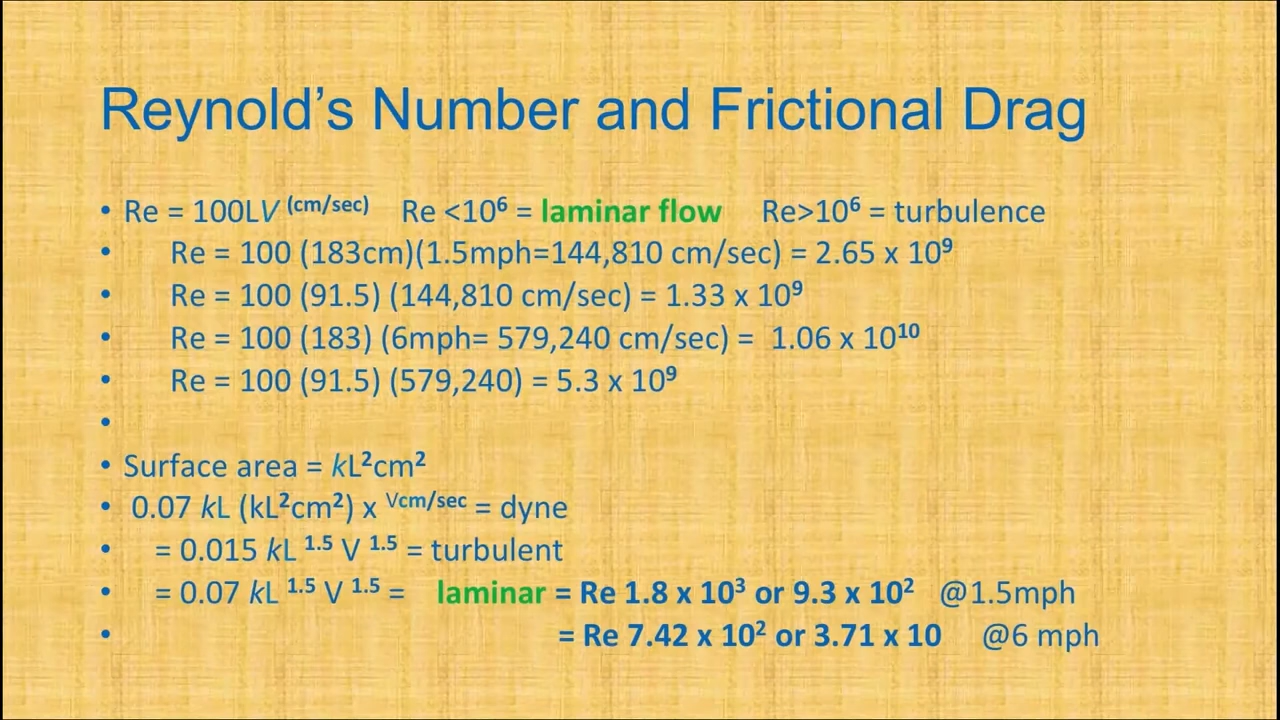 Reynold’s Number and Frictional Drag
• Re = 100LV (cm/sec) Re <10⁶ = laminar flow Re>10⁶ = turbulence
• Re = 100 (183cm)(1.5mph=144,810 cm/sec) = 2.65 x 10⁹
• Re = 100 (91.5) (144,810 cm/sec) = 1.33 x 10⁹
• Re = 100 (183) (6mph= 579,240 cm/sec) = 1.06 x 10¹⁰
• Re = 100 (91.5) (579,240) = 5.3 x 10⁹
•
• Surface area = kL²cm²
• 0.07 kL (kL²cm²) x Vcm/sec = dyne
• = 0.015 kL ¹·⁵ V ¹·⁵ = turbulent
• = 0.07 kL ¹·⁵ V ¹·⁵ = laminar = Re 1.8 x 10³ or 9.3 x 10² @1.5mph
• = Re 7.42 x 10² or 3.71 x 10 @6 mph